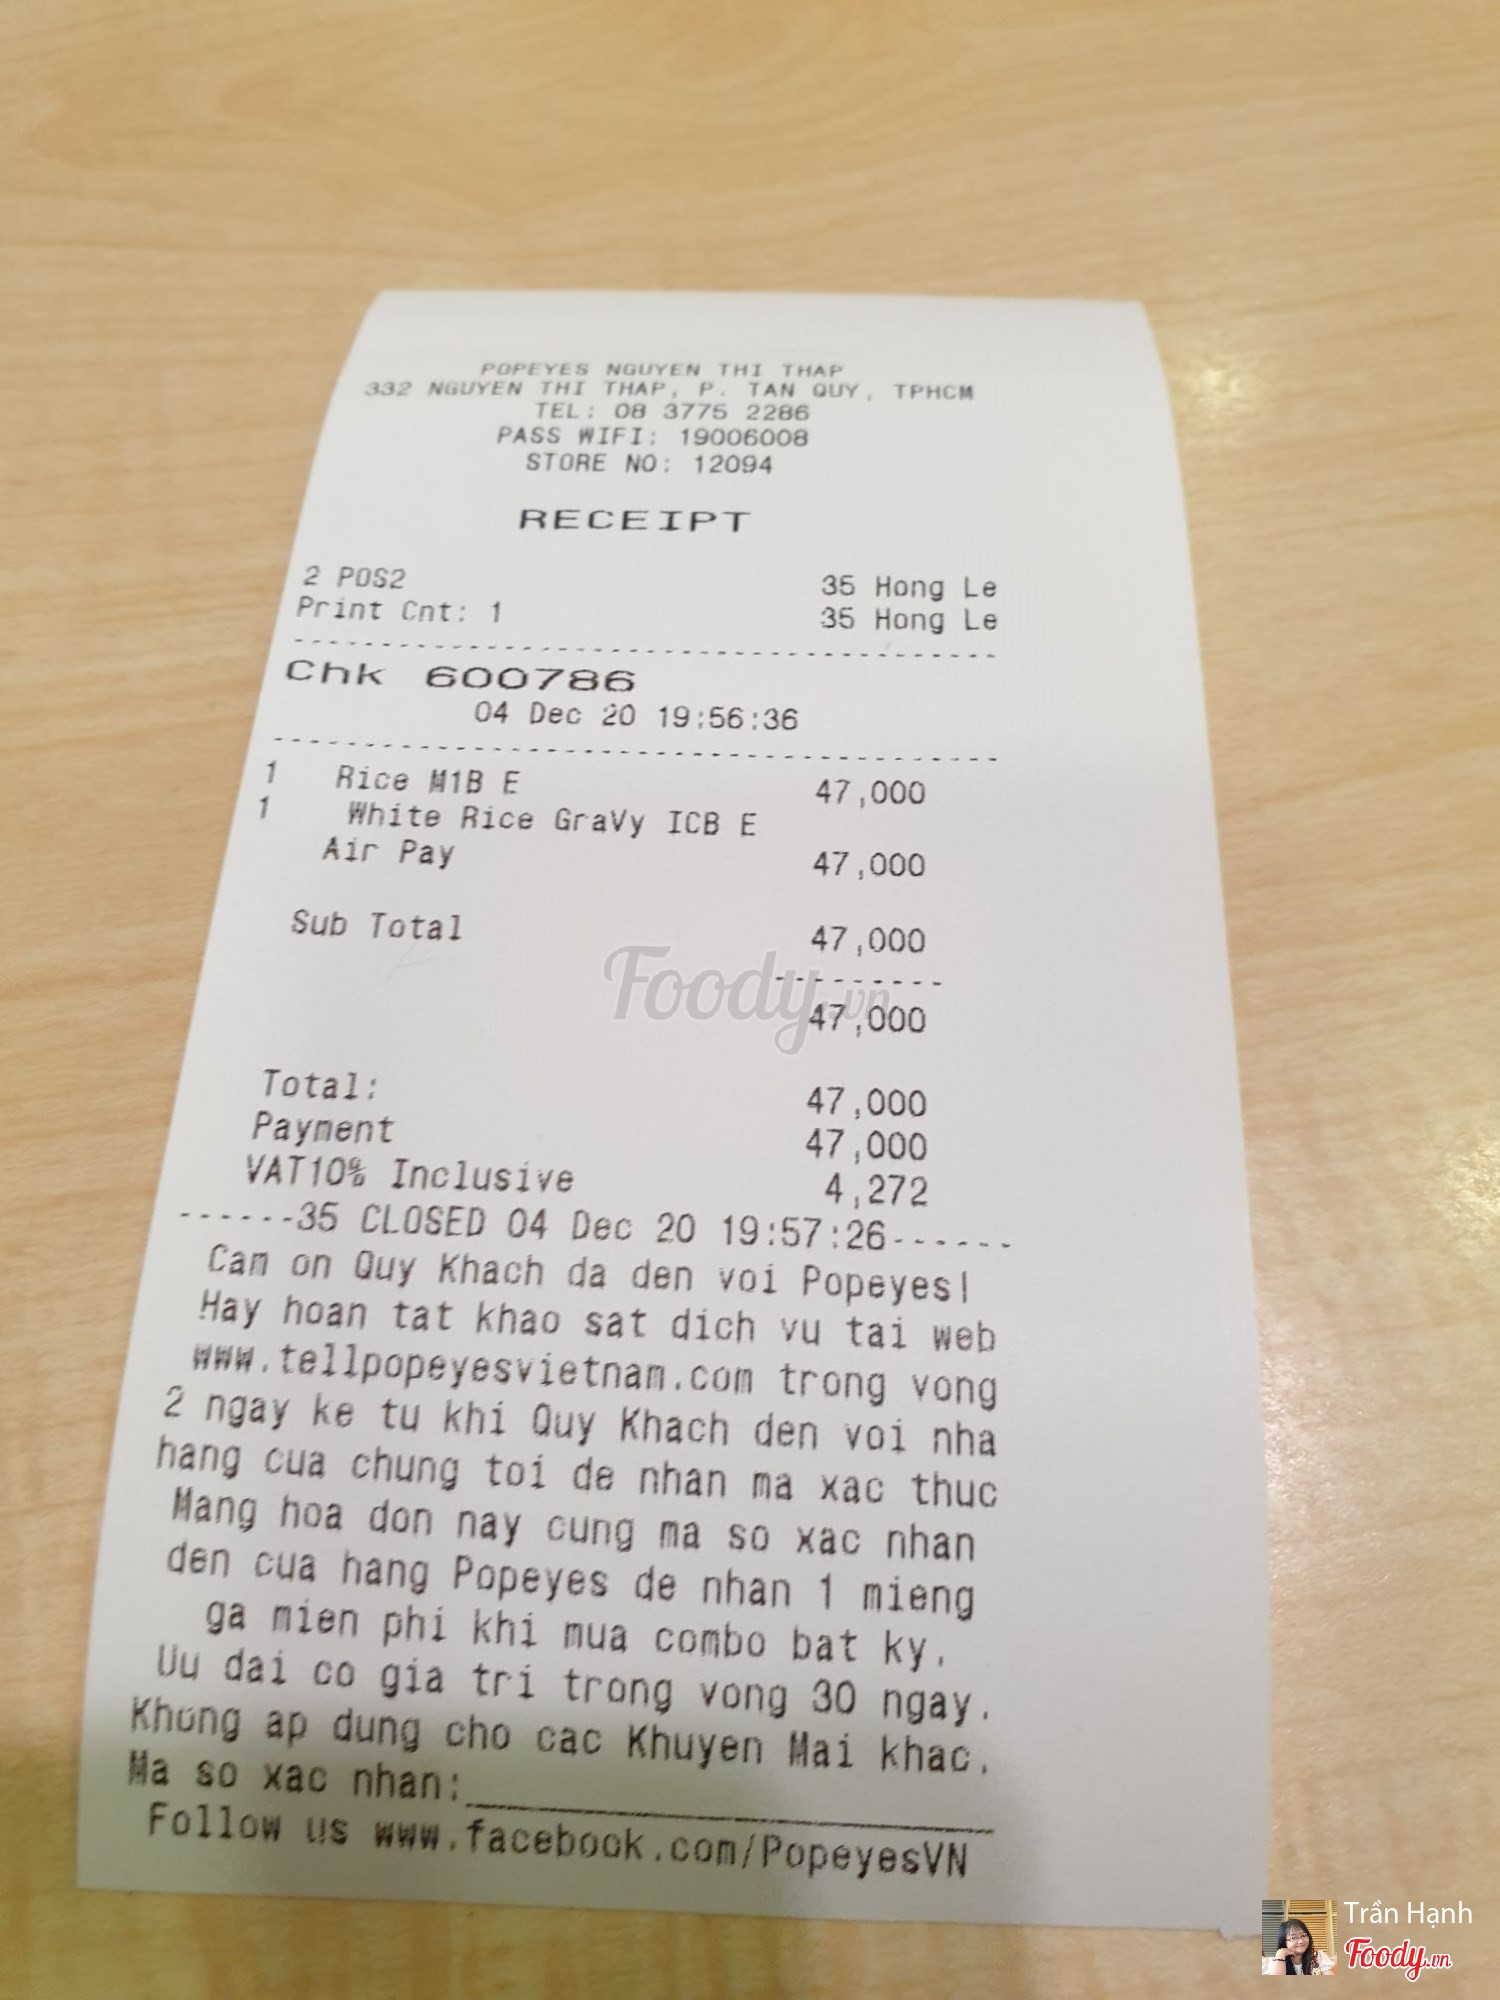 POPEYES NGUYEN THI THAP
332 NGUYEN THI THAP, P. TAN QUY, TPHCM
TEL: 08 3775 2286
PASS WIFI: 19006008
STORE NO: 12094
RECEIPT
2 POS2 35 Hong Le
Print Cnt: 1 35 Hong Le
Chk 600786
04 Dec 20 19:56:36
1 Rice M1B E 47,000
1 White Rice GraVy ICB E
Air Pay 47,000
Sub Total 47,000
Foody.vn
47,000
Total: 47,000
Payment 47,000
VAT10% Inclusive 4,272
------35 CLOSED 04 Dec 20 19:57:26------
Cam on Quy Khach da den voi Popeyes|
Hay hoan tat khao sat dich vu tai web
www.tellpopeyesvietnam.com trong vong
2 ngay ke tu khi Quy Khach den voi nha
hang cua chung toi de nhan ma xac thuc
Mang hoa don nay cung ma so xac nhan
den cua hang Popeyes de nhan 1 mieng
ga mien phi khi mua combo bat ky.
Uu dai co gia tri trong vong 30 ngay.
Khong ap dung cho cac Khuyen Mai khac.
Ma so xac nhan:
Follow us www.facebook.com/PopeyesVN
Trần Hạnh
Foody.vn